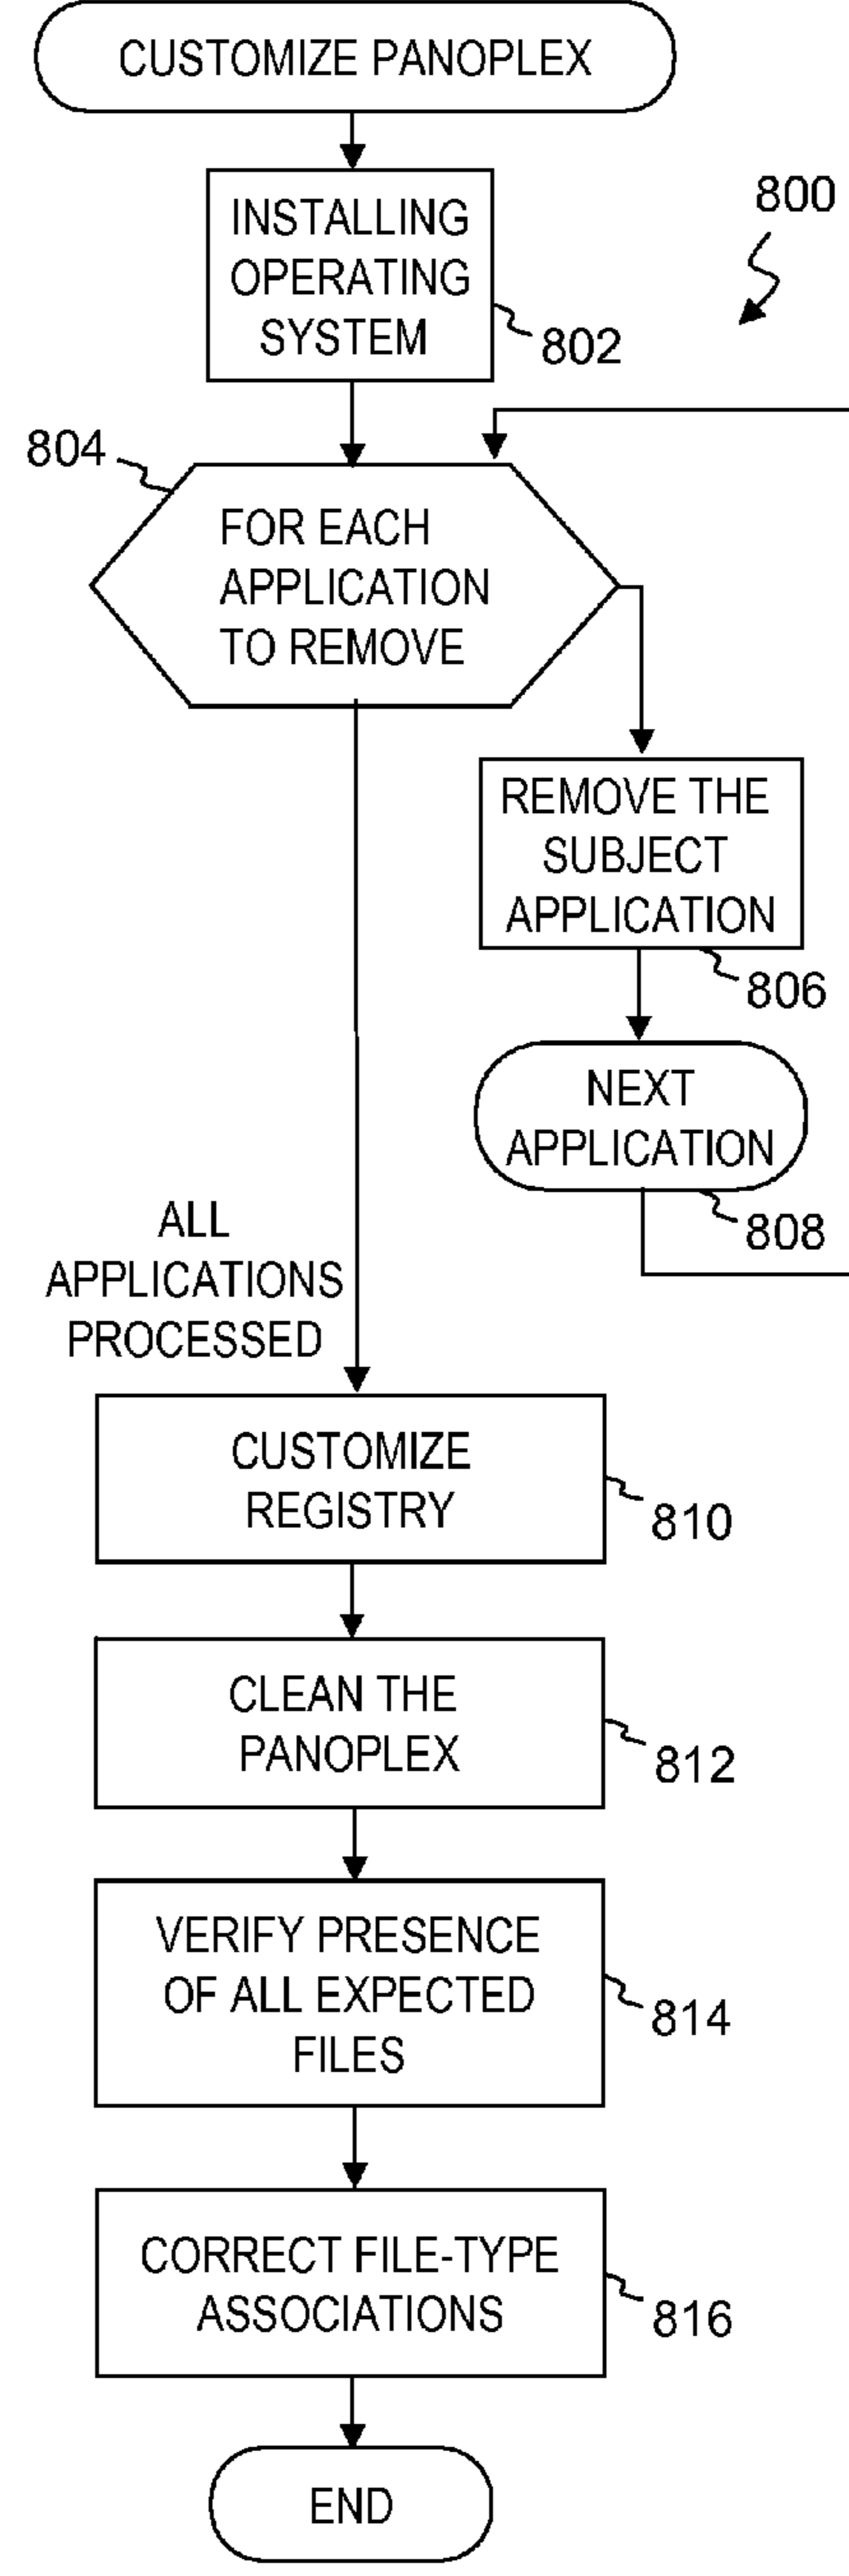 CUSTOMIZE PANOPLEX
800
INSTALLING
OPERATING
SYSTEM
802
804
FOR EACH
APPLICATION
TO REMOVE
REMOVE THE
SUBJECT
APPLICATION
806
NEXT
APPLICATION
808
ALL
APPLICATIONS
PROCESSED
CUSTOMIZE
REGISTRY
810
CLEAN THE
PANOPLEX
812
VERIFY PRESENCE
OF ALL EXPECTED
FILES
814
CORRECT FILE-TYPE
ASSOCIATIONS
816
END